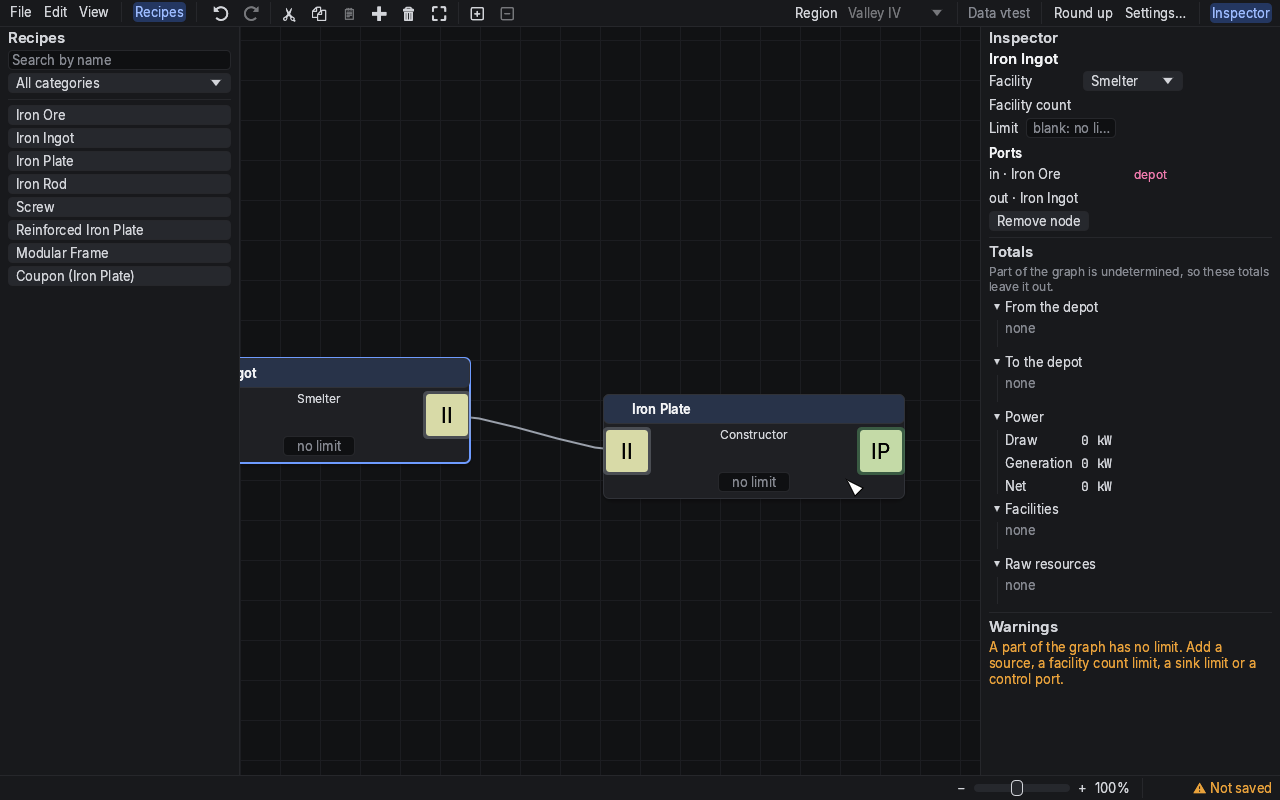 File Edit View Recipes Region Valley IV Data vtest Round up Settings... Inspector
Recipes
Search by name
All categories
Iron Ore
Iron Ingot
Iron Plate
Iron Rod
Screw
Reinforced Iron Plate
Modular Frame
Coupon (Iron Plate)
got
Smelter
II
no limit
Iron Plate
II
Constructor
IP
no limit
Inspector
Iron Ingot
Facility Smelter
Facility count
Limit blank: no li...
Ports
in · Iron Ore depot
out · Iron Ingot
Remove node
Totals
Part of the graph is undetermined, so these totals
leave it out.
From the depot
none
To the depot
none
Power
Draw 0 kW
Generation 0 kW
Net 0 kW
Facilities
none
Raw resources
none
Warnings
A part of the graph has no limit. Add a
source, a facility count limit, a sink limit or a
control port.
− + 100% Not saved